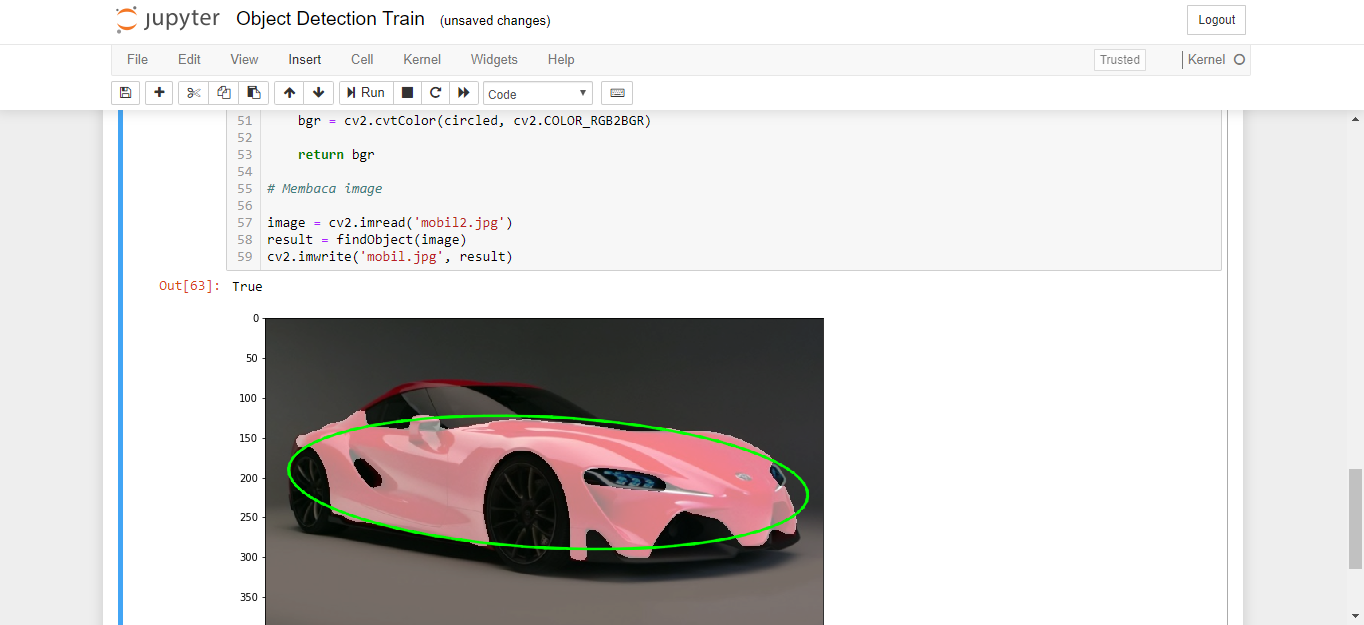 jupyter Object Detection Train (unsaved changes)
Logout
File Edit View Insert Cell Kernel Widgets Help
Trusted
Kernel
Run
Code
51 bgr = cv2.cvtColor(circled, cv2.COLOR_RGB2BGR)
52
53 return bgr
54
55 # Membaca image
56
57 image = cv2.imread('mobil2.jpg')
58 result = findObject(image)
59 cv2.imwrite('mobil.jpg', result)
Out[63]: True
0
50
100
150
200
250
300
350